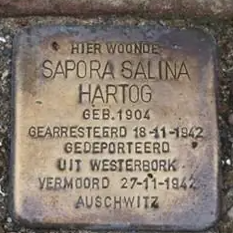 HIER WOONDE
SAPORA SALINA
HARTOG
GEB. 1904
GEARRESTEERD 18-11-1942
GEDEPORTEERD
UIT WESTERBORK
VERMOORD 27-11-1942
AUSCHWITZ